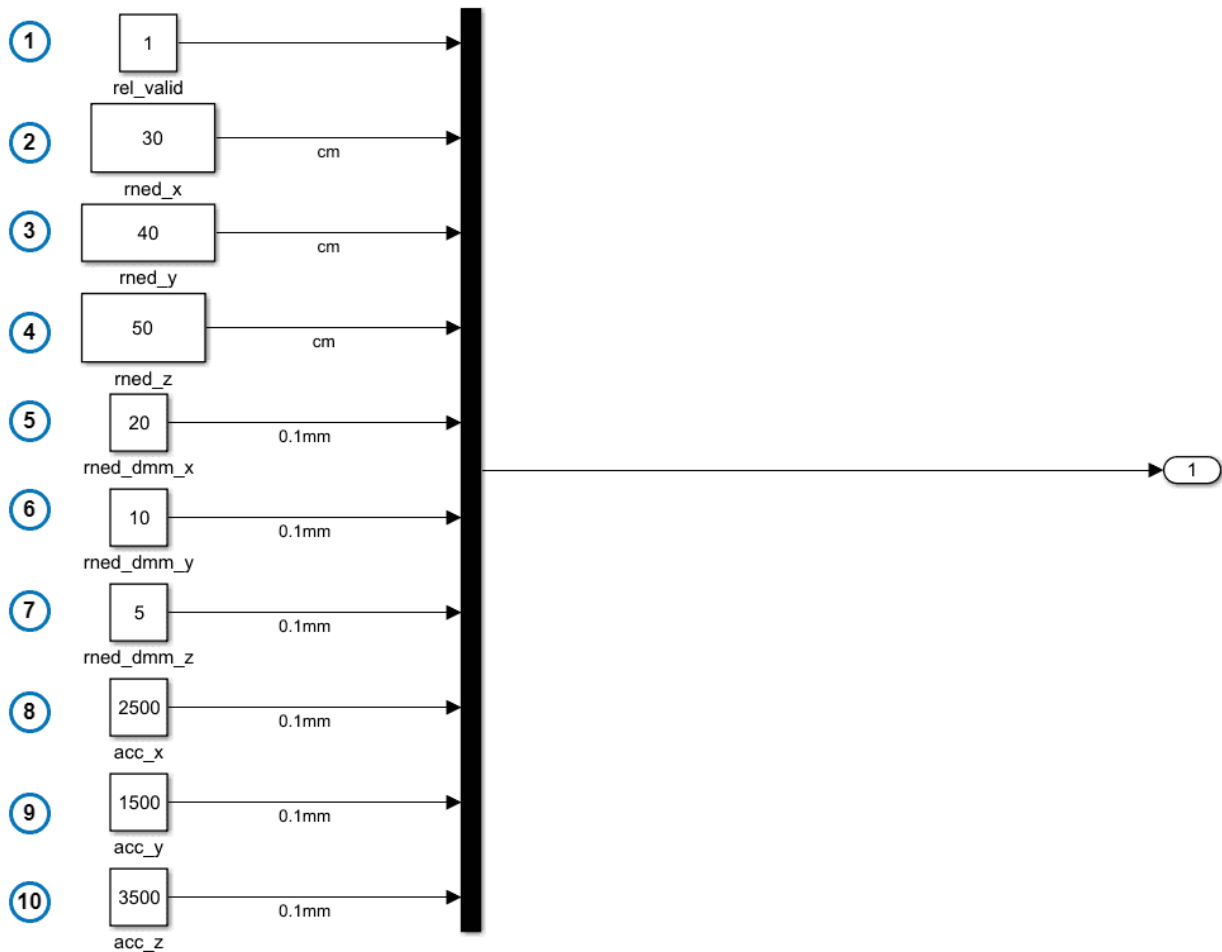 1
1
rel_valid
2
30
cm
rned_x
3
40
cm
rned_y
4
50
cm
rned_z
5
20
0.1mm
rned_dmm_x
1
6
10
0.1mm
rned_dmm_y
7
5
0.1mm
rned_dmm_z
8
2500
0.1mm
acc_x
9
1500
0.1mm
acc_y
10
3500
0.1mm
acc_z